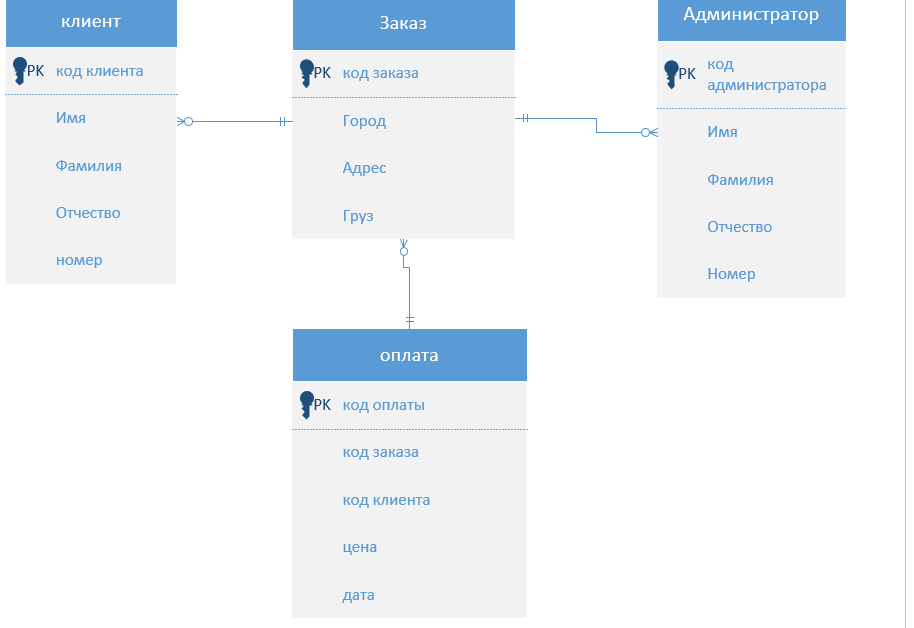 клиент
PK код клиента
Имя
Фамилия
Отчество
номер
Заказ
PK код заказа
Город
Адрес
Груз
Администратор
PK код
администратора
Имя
Фамилия
Отчество
Номер
оплата
PK код оплаты
код заказа
код клиента
цена
дата